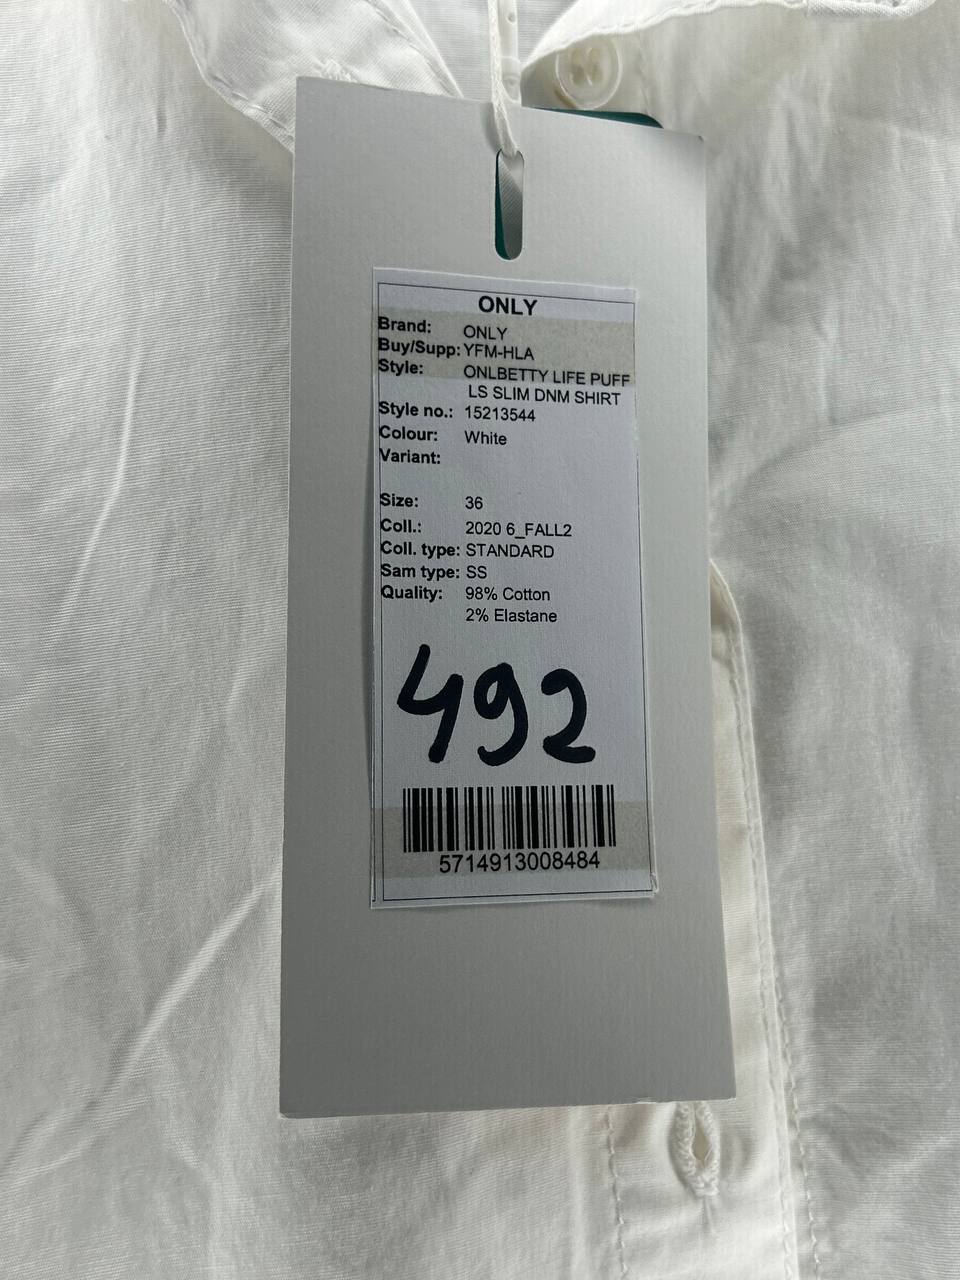 ONLY
Brand: ONLY
Buy/Supp: YFM-HLA
Style: ONLBETTY LIFE PUFF
LS SLIM DNM SHIRT
Style no.: 15213544
Colour: White
Variant:
Size: 36
Coll.: 2020 6_FALL2
Coll. type: STANDARD
Sam type: SS
Quality: 98% Cotton
2% Elastane
492
5714913008484